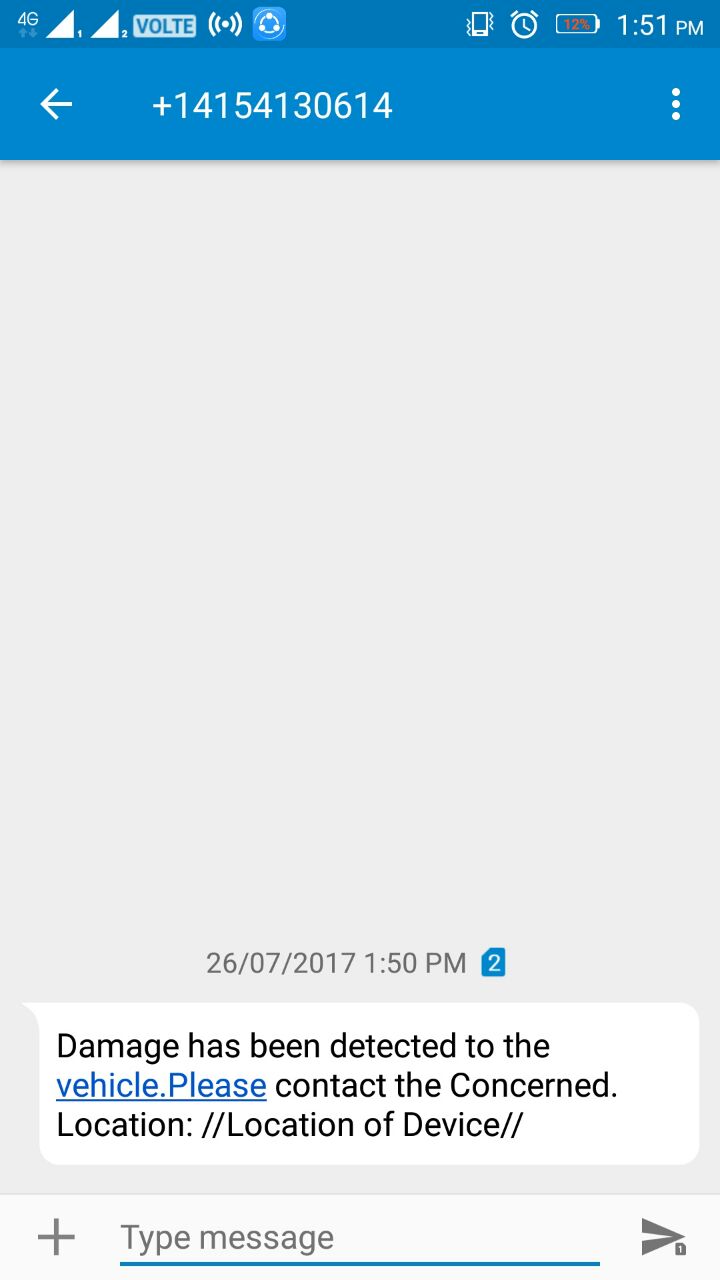 4G 1 2 VOLTE 12% 1:51 PM
+14154130614
26/07/2017 1:50 PM 2
Damage has been detected to the
vehicle.Please contact the Concerned.
Location: //Location of Device//
Type message 1